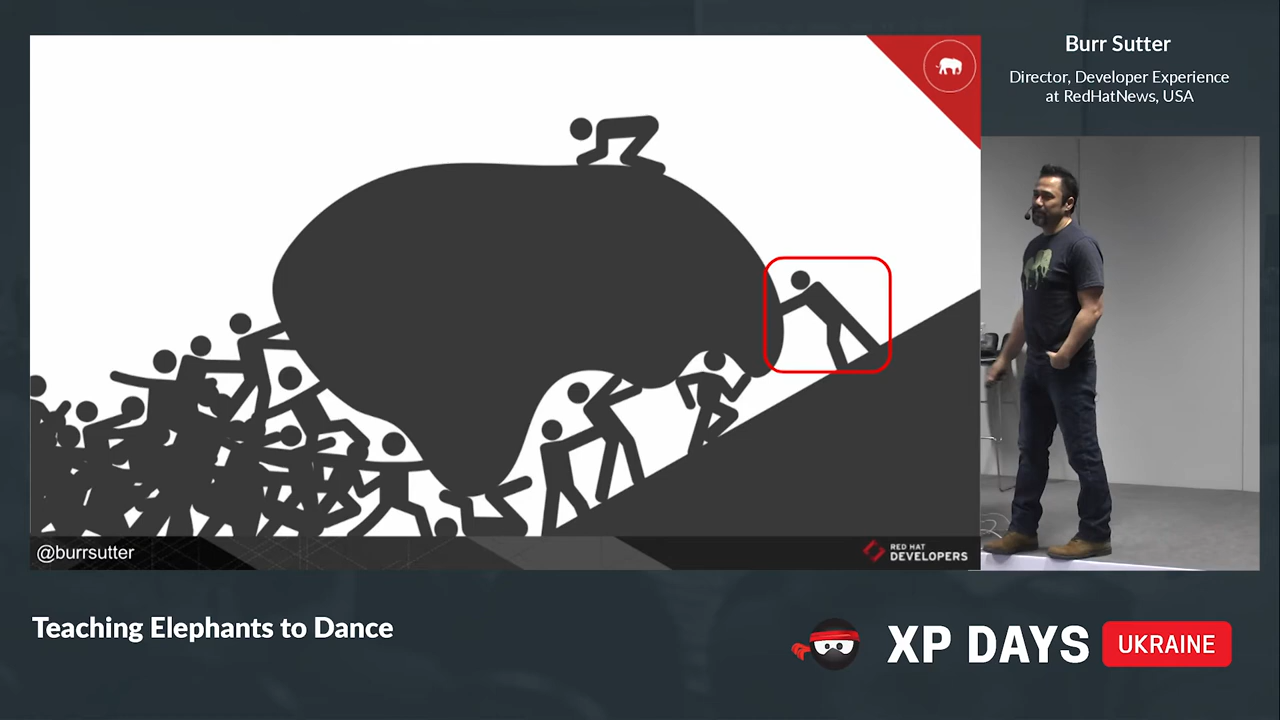 Burr Sutter
Director, Developer Experience
at RedHatNews, USA
@burrsutter
RED HAT
DEVELOPERS
Teaching Elephants to Dance
XP DAYS
UKRAINE